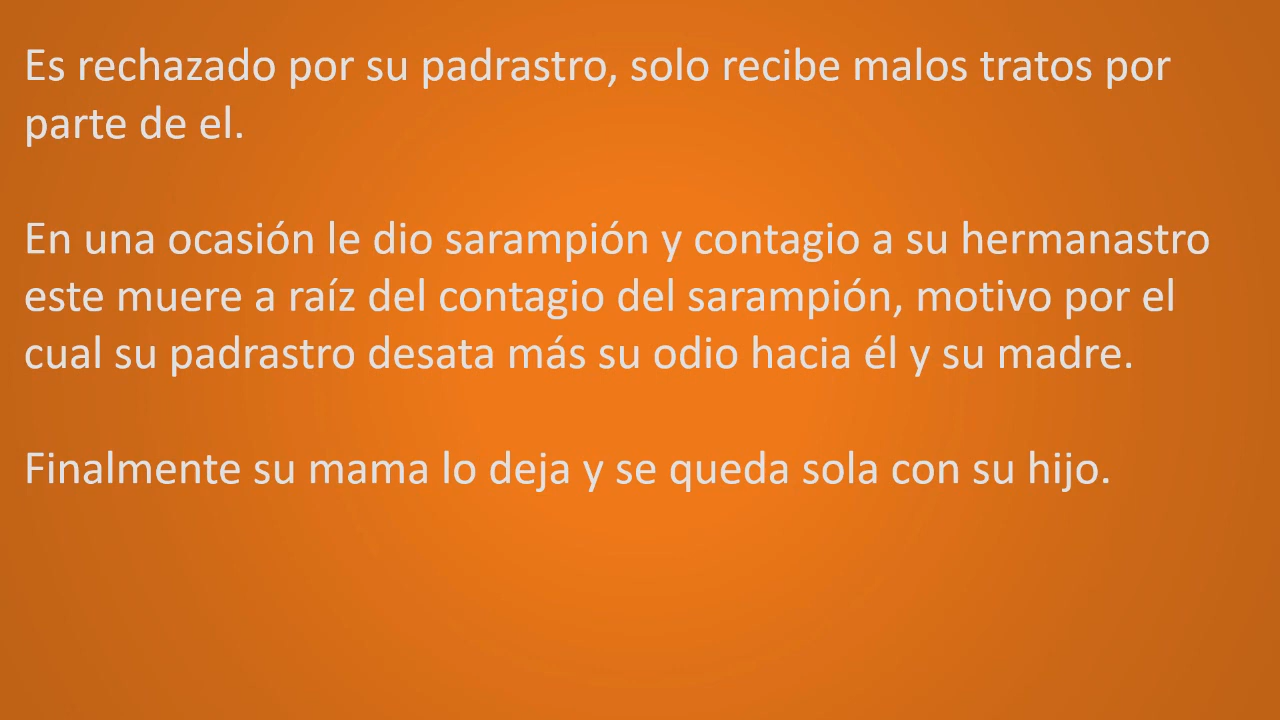 Es rechazado por su padrastro, solo recibe malos tratos por
parte de el.
En una ocasión le dio sarampión y contagio a su hermanastro
este muere a raíz del contagio del sarampión, motivo por el
cual su padrastro desata más su odio hacia él y su madre.
Finalmente su mama lo deja y se queda sola con su hijo.